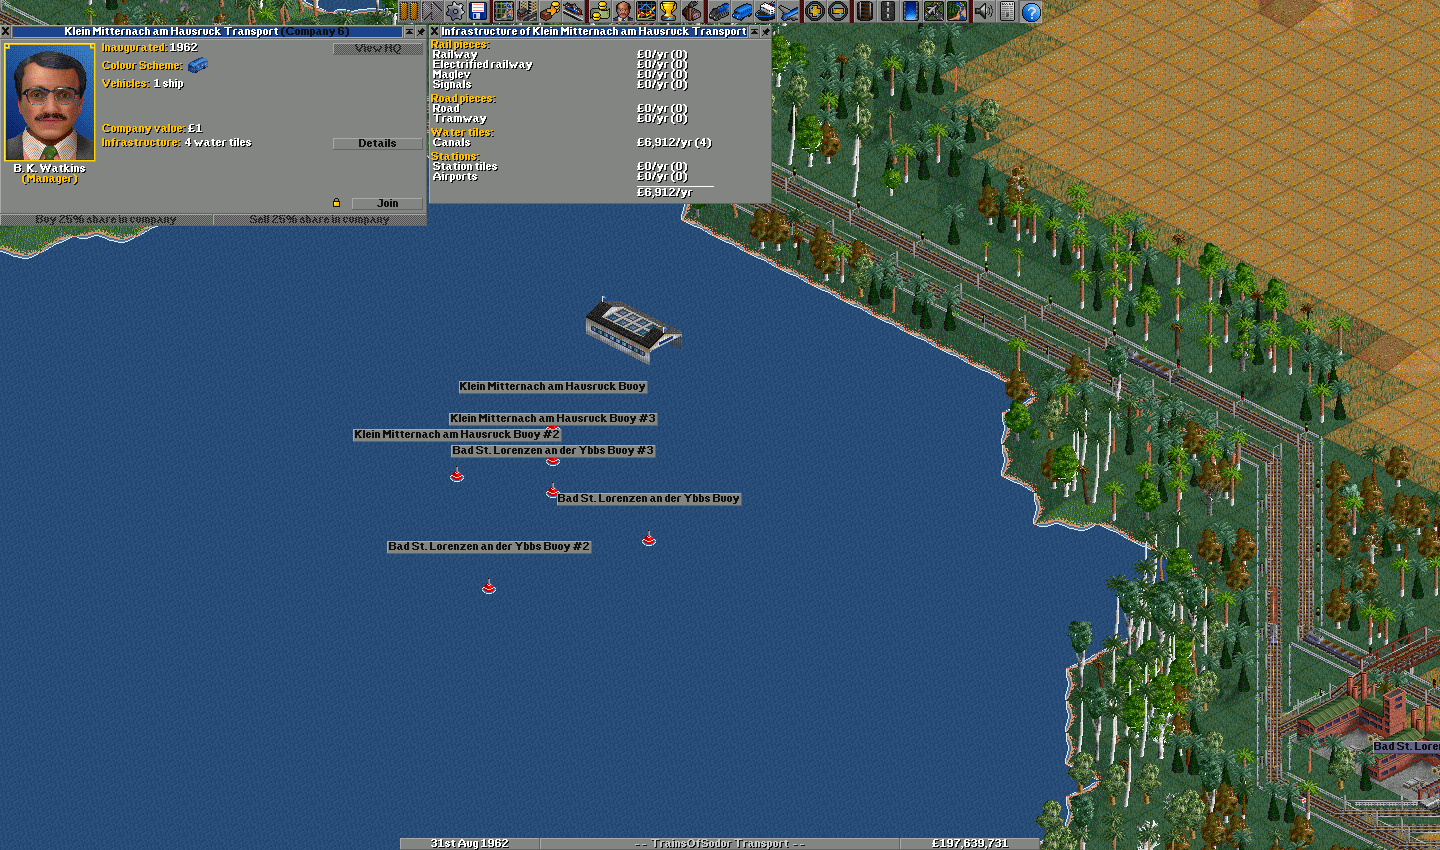 Klein Mitternach am Hausruck Transport (Company 6)
Inaugurated: 1962
View HQ
Colour Scheme:
Vehicles: 1 ship
Company value: £1
Infrastructure: 4 water tiles
Details
B. K. Watkins
(Manager)
Join
Buy 25% share in company
Sell 25% share in company
Infrastructure of Klein Mitternach am Hausruck Transport
Rail pieces:
Railway £0/yr (0)
Electrified railway £0/yr (0)
Maglev £0/yr (0)
Signals £0/yr (0)
Road pieces:
Road £0/yr (0)
Tramway £0/yr (0)
Water tiles:
Canals £6,912/yr (4)
Stations:
Station tiles £0/yr (0)
Airports £0/yr (0)
£6,912/yr
Klein Mitternach am Hausruck Buoy
Klein Mitternach am Hausruck Buoy #3
Klein Mitternach am Hausruck Buoy #2
Bad St. Lorenzen an der Ybbs Buoy #3
Bad St. Lorenzen an der Ybbs Buoy
Bad St. Lorenzen an der Ybbs Buoy #2
Bad St. Loren
31st Aug 1962
-- TrainsOfSodor Transport --
£197,639,731